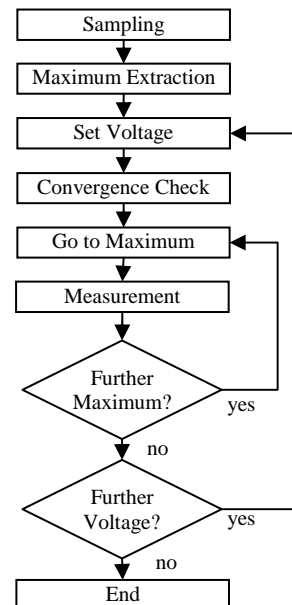 Sampling
Maximum Extraction
Set Voltage
Convergence Check
Go to Maximum
Measurement
Further
Maximum?
yes
no
Further
Voltage?
yes
no
End